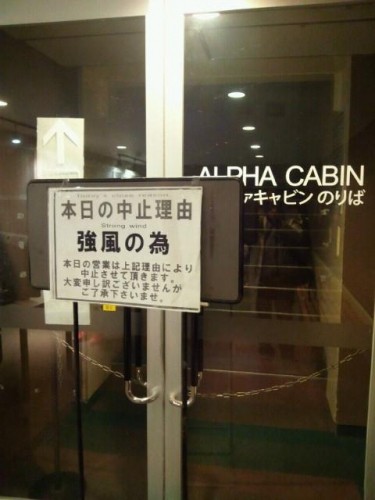 ALPHA CABIN
ァキャビン のりば
本日の中止理由
Strong wind
強風の為
本日の営業は上記理由により
中止させて頂きます。
大変申し訳ございませんが
ご了承下さいませ。